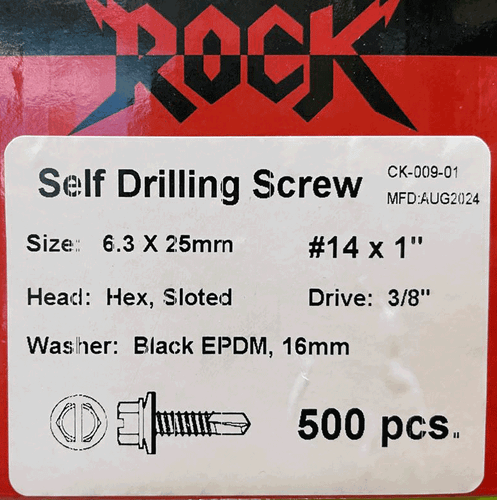 ROCK
Self Drilling Screw
CK-009-01
MFD:AUG2024
Size: 6.3 X 25mm
#14 x 1"
Head: Hex, Sloted
Drive: 3/8"
Washer: Black EPDM, 16mm
500 pcs.